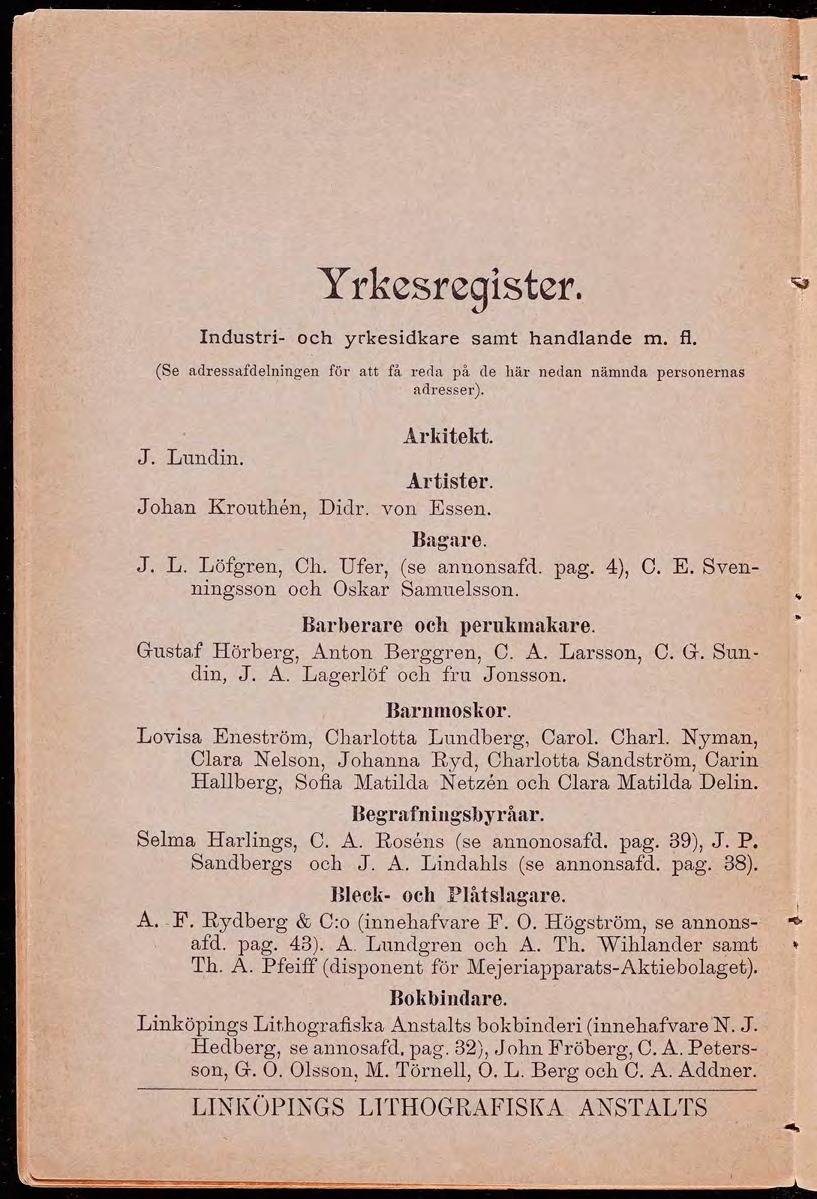 Yrkesregister.
Industri- och yrkesidkare samt handlande m. fl.
(Se adressafdelningen för att få reda på de här nedan nämnda personernas
adresser).
Arkitekt.
J. Lundin.
Artister.
Johan Krouthén, Didr. von Essen.
Bagare.
J. L. Löfgren, Ch. Ufer, (se annonsafd. pag. 4), C. E. Sven-
ningsson och Oskar Samuelsson.
Barberare och perukmakare.
Gustaf Hörberg, Anton Berggren, C. A. Larsson, C. G. Sun-
din, J. A. Lagerlöf och fru Jonsson.
Barnmoskor.
Lovisa Eneström, Charlotta Lundberg, Carol. Charl. Nyman,
Clara Nelson, Johanna Ryd, Charlotta Sandström, Carin
Hallberg, Sofia Matilda Netzén och Clara Matilda Delin.
Begrafningsbyråar.
Selma Harlings, C. A. Roséns (se annonosafd. pag. 39), J. P.
Sandbergs och J. A. Lindahls (se annonsafd. pag. 38).
Bleck- och Plåtslagare.
A. F. Rydberg & C:o (innehafvare F. O. Högström, se annons-
afd. pag. 43). A. Lundgren och A. Th. Wihlander samt
Th. A. Pfeiff (disponent för Mejeriapparats-Aktiebolaget).
Bokbindare.
Linköpings Lithografiska Anstalts bokbinderi (innehafvare N. J.
Hedberg, se annosafd. pag. 32), John Fröberg, C. A. Peters-
son, G. O. Olsson, M. Törnell, O. L. Berg och C. A. Addner.
LINKÖPINGS LITHOGRAFISKA ANSTALTS